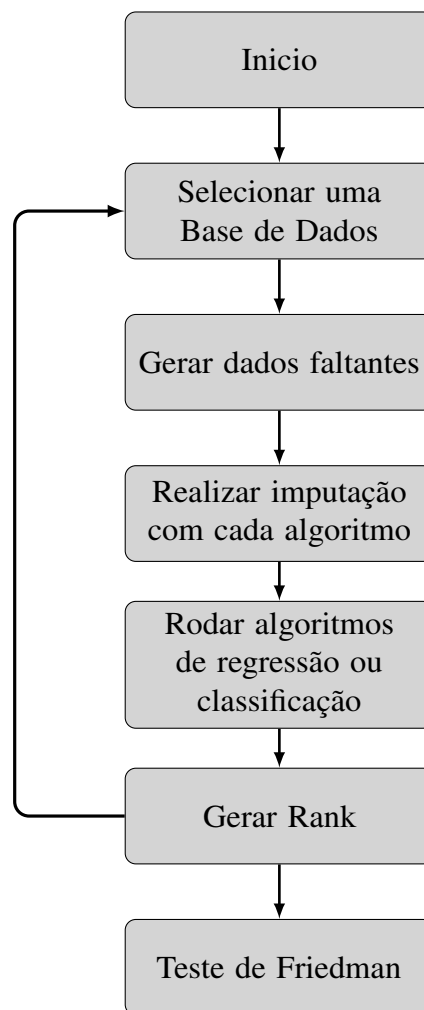 Inicio
Selecionar uma
Base de Dados
Gerar dados faltantes
Realizar imputação
com cada algoritmo
Rodar algoritmos
de regressão ou
classificação
Gerar Rank
Teste de Friedman